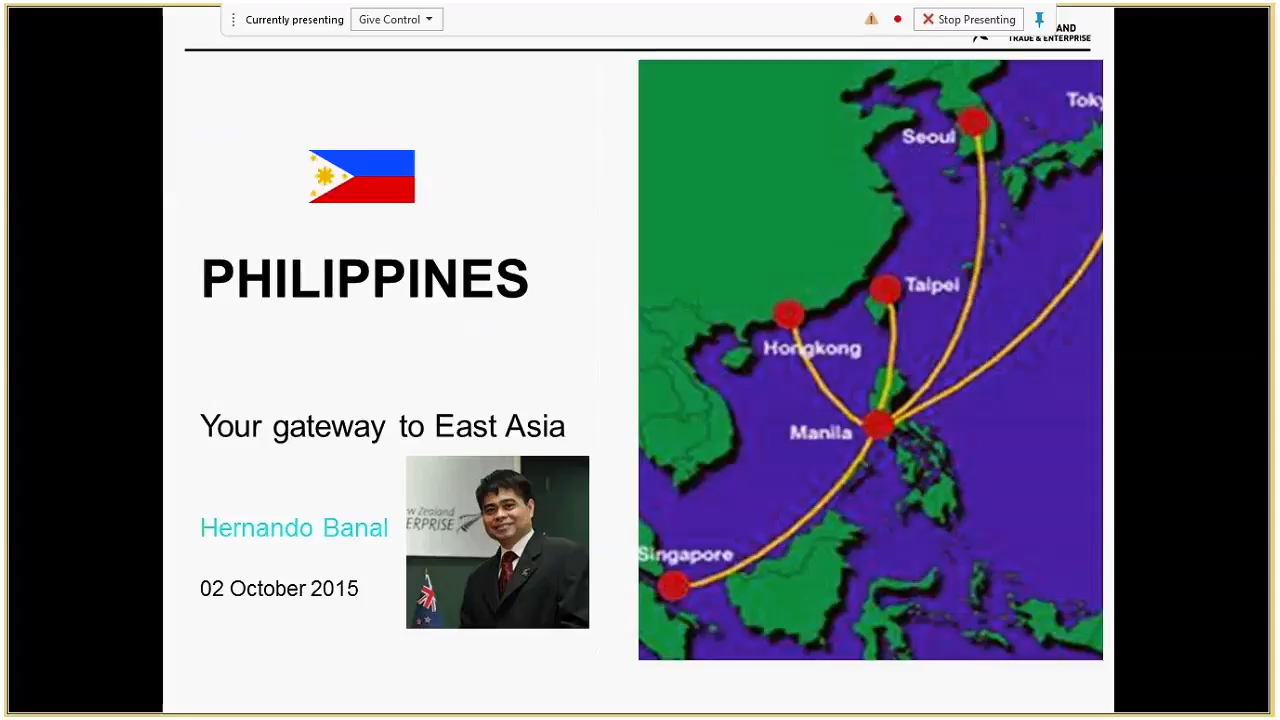 Currently presenting
Give Control
Stop Presenting
AND
TRADE & ENTERPRISE
PHILIPPINES
Your gateway to East Asia
Hernando Banal
02 October 2015
w Zealand
ERPRISE
Toky
Seoul
Taipei
Hongkong
Manila
Singapore